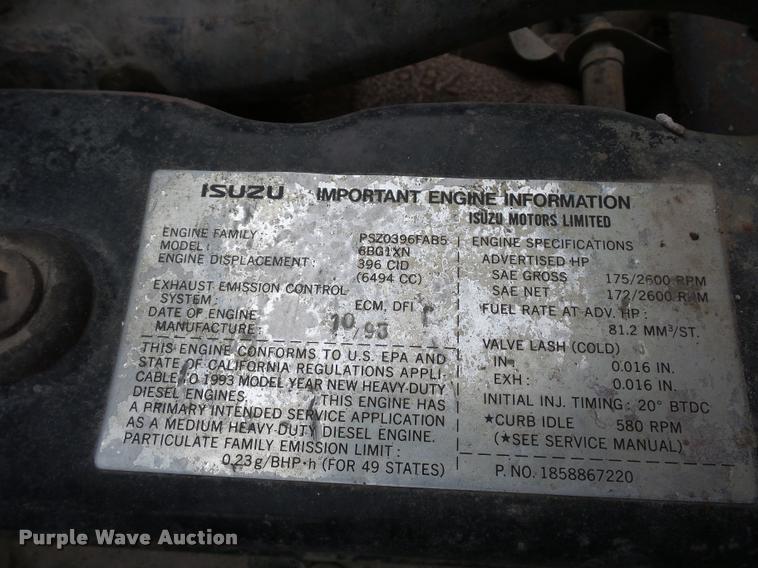 ISUZU IMPORTANT ENGINE INFORMATION
ISUZU MOTORS LIMITED
ENGINE FAMILY: PSZ0396FAB5
MODEL: 6BG1XN
ENGINE DISPLACEMENT: 396 CID
(6494 CC)
EXHAUST EMISSION CONTROL
SYSTEM: ECM, DFI
DATE OF ENGINE
MANUFACTURE: 10/93
THIS ENGINE CONFORMS TO U.S. EPA AND
STATE OF CALIFORNIA REGULATIONS APPLI-
CABLE TO 1993 MODEL YEAR NEW HEAVY-DUTY
DIESEL ENGINES. THIS ENGINE HAS
A PRIMARY INTENDED SERVICE APPLICATION
AS A MEDIUM HEAVY-DUTY DIESEL ENGINE.
PARTICULATE FAMILY EMISSION LIMIT:
0.23g/BHP·h (FOR 49 STATES)
ENGINE SPECIFICATIONS
ADVERTISED HP
SAE GROSS 175/2600 RPM
SAE NET 172/2600 RPM
FUEL RATE AT ADV. HP:
81.2 MM³/ST.
VALVE LASH (COLD)
IN: 0.016 IN.
EXH: 0.016 IN.
INITIAL INJ. TIMING: 20° BTDC
★CURB IDLE 580 RPM
(★SEE SERVICE MANUAL)
P. NO. 1858867220
Purple Wave Auction